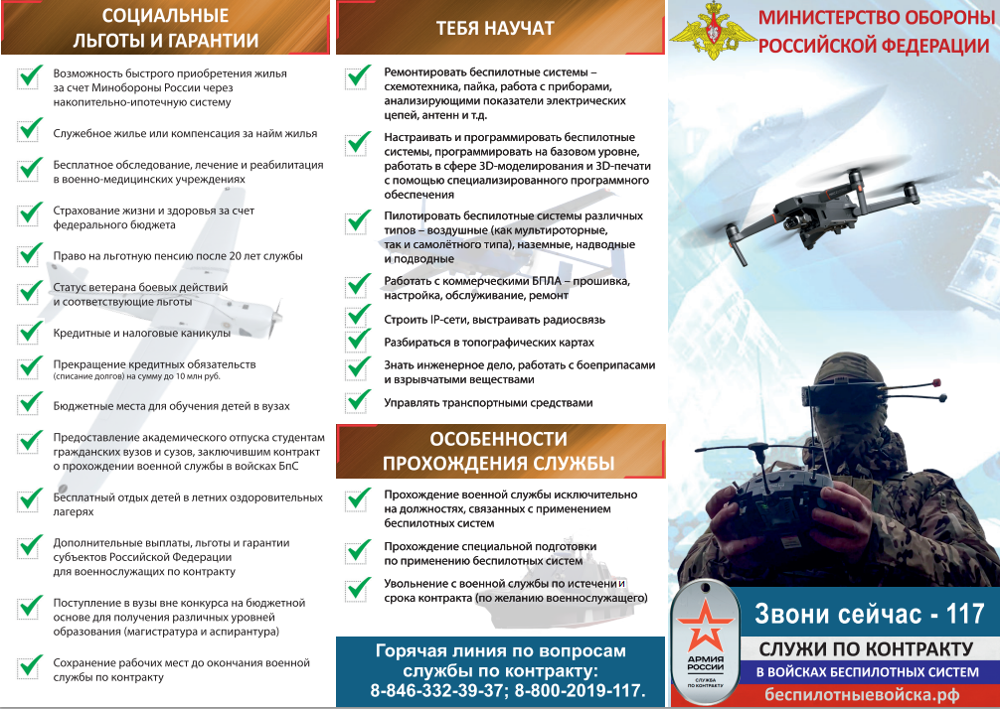 СОЦИАЛЬНЫЕ
ЛЬГОТЫ И ГАРАНТИИ
Возможность быстрого приобретения жилья
за счет Минобороны России через
накопительно-ипотечную систему
Служебное жилье или компенсация за найм жилья
Бесплатное обследование, лечение и реабилитация
в военно-медицинских учреждениях
Страхование жизни и здоровья за счет
федерального бюджета
Право на льготную пенсию после 20 лет службы
Статус ветерана боевых действий
и соответствующие льготы
Кредитные и налоговые каникулы
Прекращение кредитных обязательств
(списание долгов) на сумму до 10 млн руб.
Бюджетные места для обучения детей в вузах
Предоставление академического отпуска студентам
гражданских вузов и сузов, заключившим контракт
о прохождении военной службы в войсках БпС
Бесплатный отдых детей в летних оздоровительных
лагерях
Дополнительные выплаты, льготы и гарантии
субъектов Российской Федерации
для военнослужащих по контракту
Поступление в вузы вне конкурса на бюджетной
основе для получения различных уровней
образования (магистратура и аспирантура)
Сохранение рабочих мест до окончания военной
службы по контракту
ТЕБЯ НАУЧАТ
Ремонтировать беспилотные системы –
схемотехника, пайка, работа с приборами,
анализирующими показатели электрических
цепей, антенн и т.д.
Настраивать и программировать беспилотные
системы, программировать на базовом уровне,
работать в сфере 3D-моделирования и 3D-печати
с помощью специализированного программного
обеспечения
Пилотировать беспилотные системы различных
типов – воздушные (как мультироторные,
так и самолётного типа), наземные, надводные
и подводные
Работать с коммерческими БПЛА – прошивка,
настройка, обслуживание, ремонт
Строить IP-сети, выстраивать радиосвязь
Разбираться в топографических картах
Знать инженерное дело, работать с боеприпасами
и взрывчатыми веществами
Управлять транспортными средствами
ОСОБЕННОСТИ
ПРОХОЖДЕНИЯ СЛУЖБЫ
Прохождение военной службы исключительно
на должностях, связанных с применением
беспилотных систем
Прохождение специальной подготовки
по применению беспилотных систем
Увольнение с военной службы по истечении
срока контракта (по желанию военнослужащего)
Горячая линия по вопросам
службы по контракту:
8-846-332-39-37; 8-800-2019-117.
МИНИСТЕРСТВО ОБОРОНЫ
РОССИЙСКОЙ ФЕДЕРАЦИИ
АРМИЯ
РОССИИ
СЛУЖБА
ПО КОНТРАКТУ
Звони сейчас - 117
СЛУЖИ ПО КОНТРАКТУ
В ВОЙСКАХ БЕСПИЛОТНЫХ СИСТЕМ
беспилотныевойска.рф